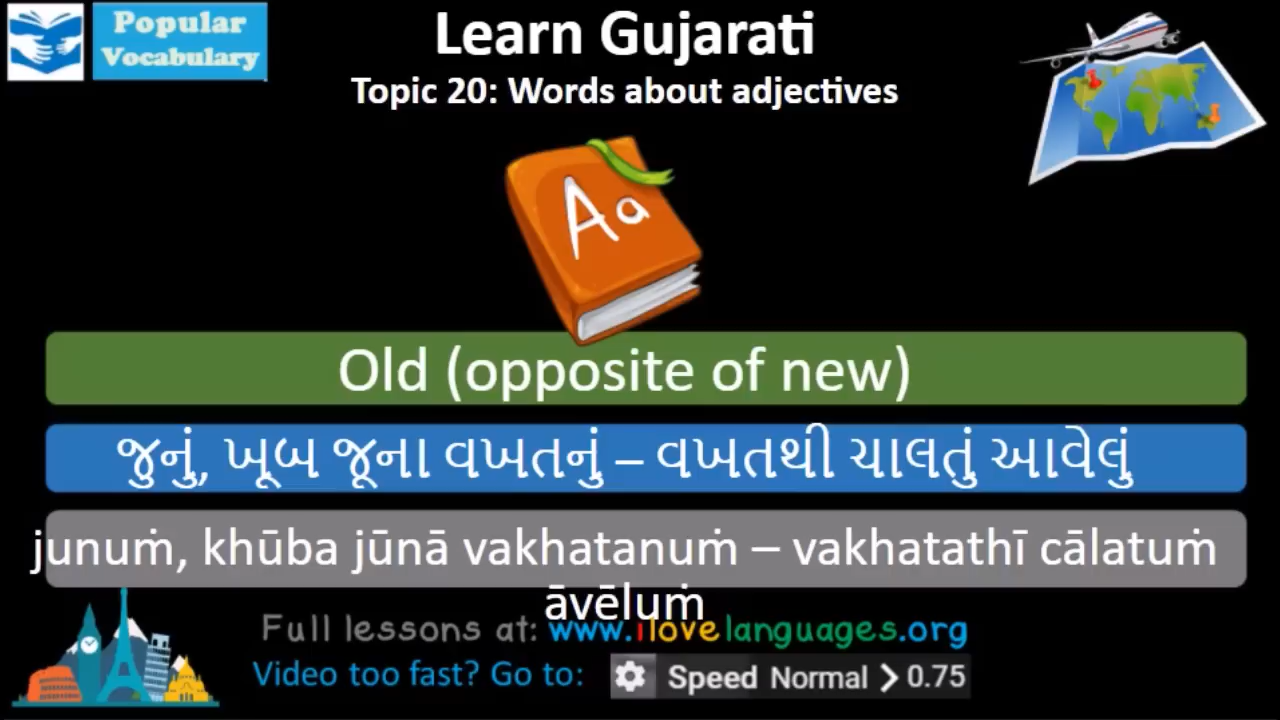 Popular
Vocabulary
Learn Gujarati
Topic 20: Words about adjectives
Aa
Old (opposite of new)
જુનું, ખૂબ જૂના વખતનું – વખતથી ચાલતું આવેલું
junuṁ, khūba jūnā vakhatanuṁ – vakhatathī cālatuṁ
āvēluṁ
Full lessons at: www.ilovelanguages.org
Video too fast? Go to: Speed Normal > 0.75